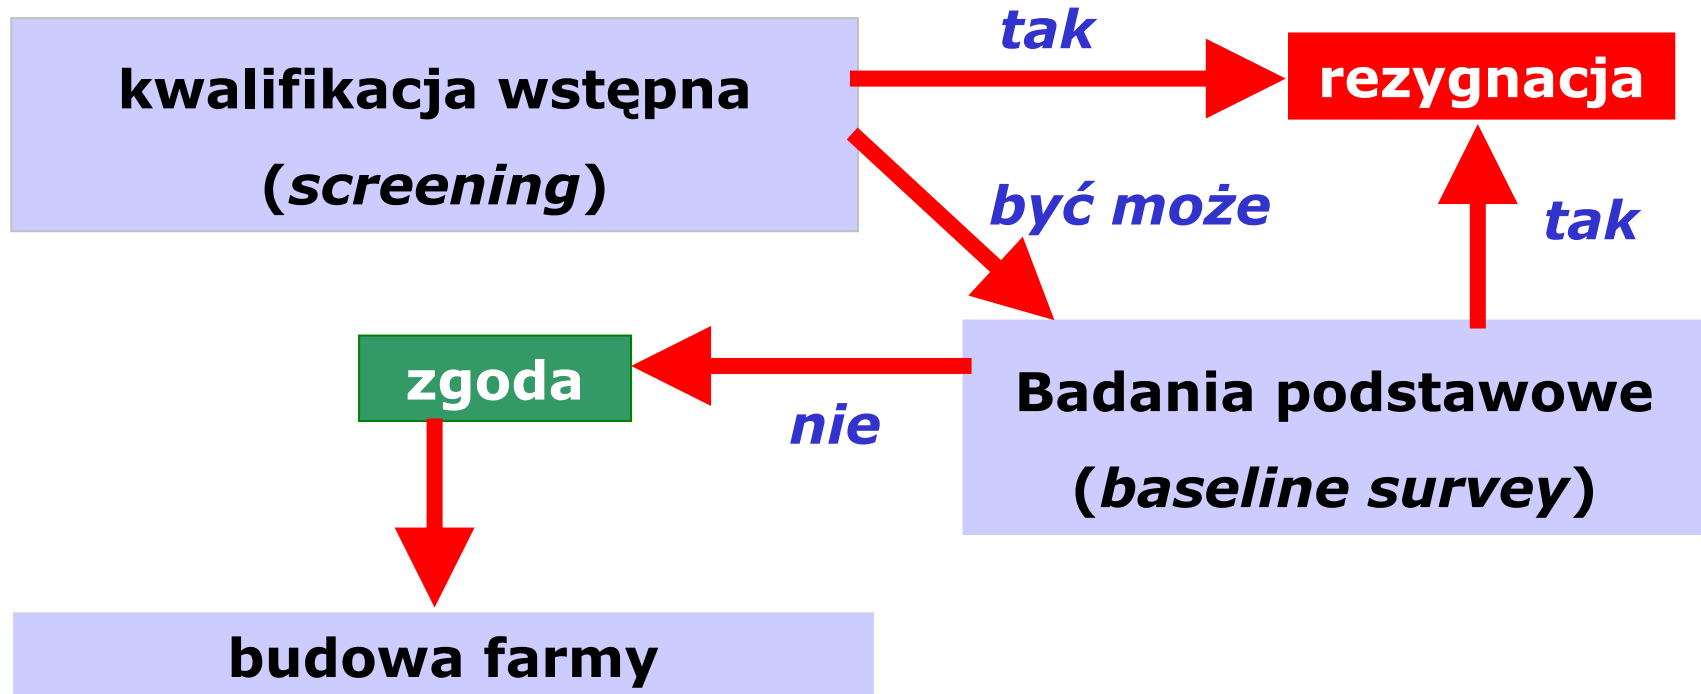 kwalifikacja wstępna
(screening)
tak
rezygnacja
być może
tak
zgoda
nie
Badania podstawowe
(baseline survey)
budowa farmy